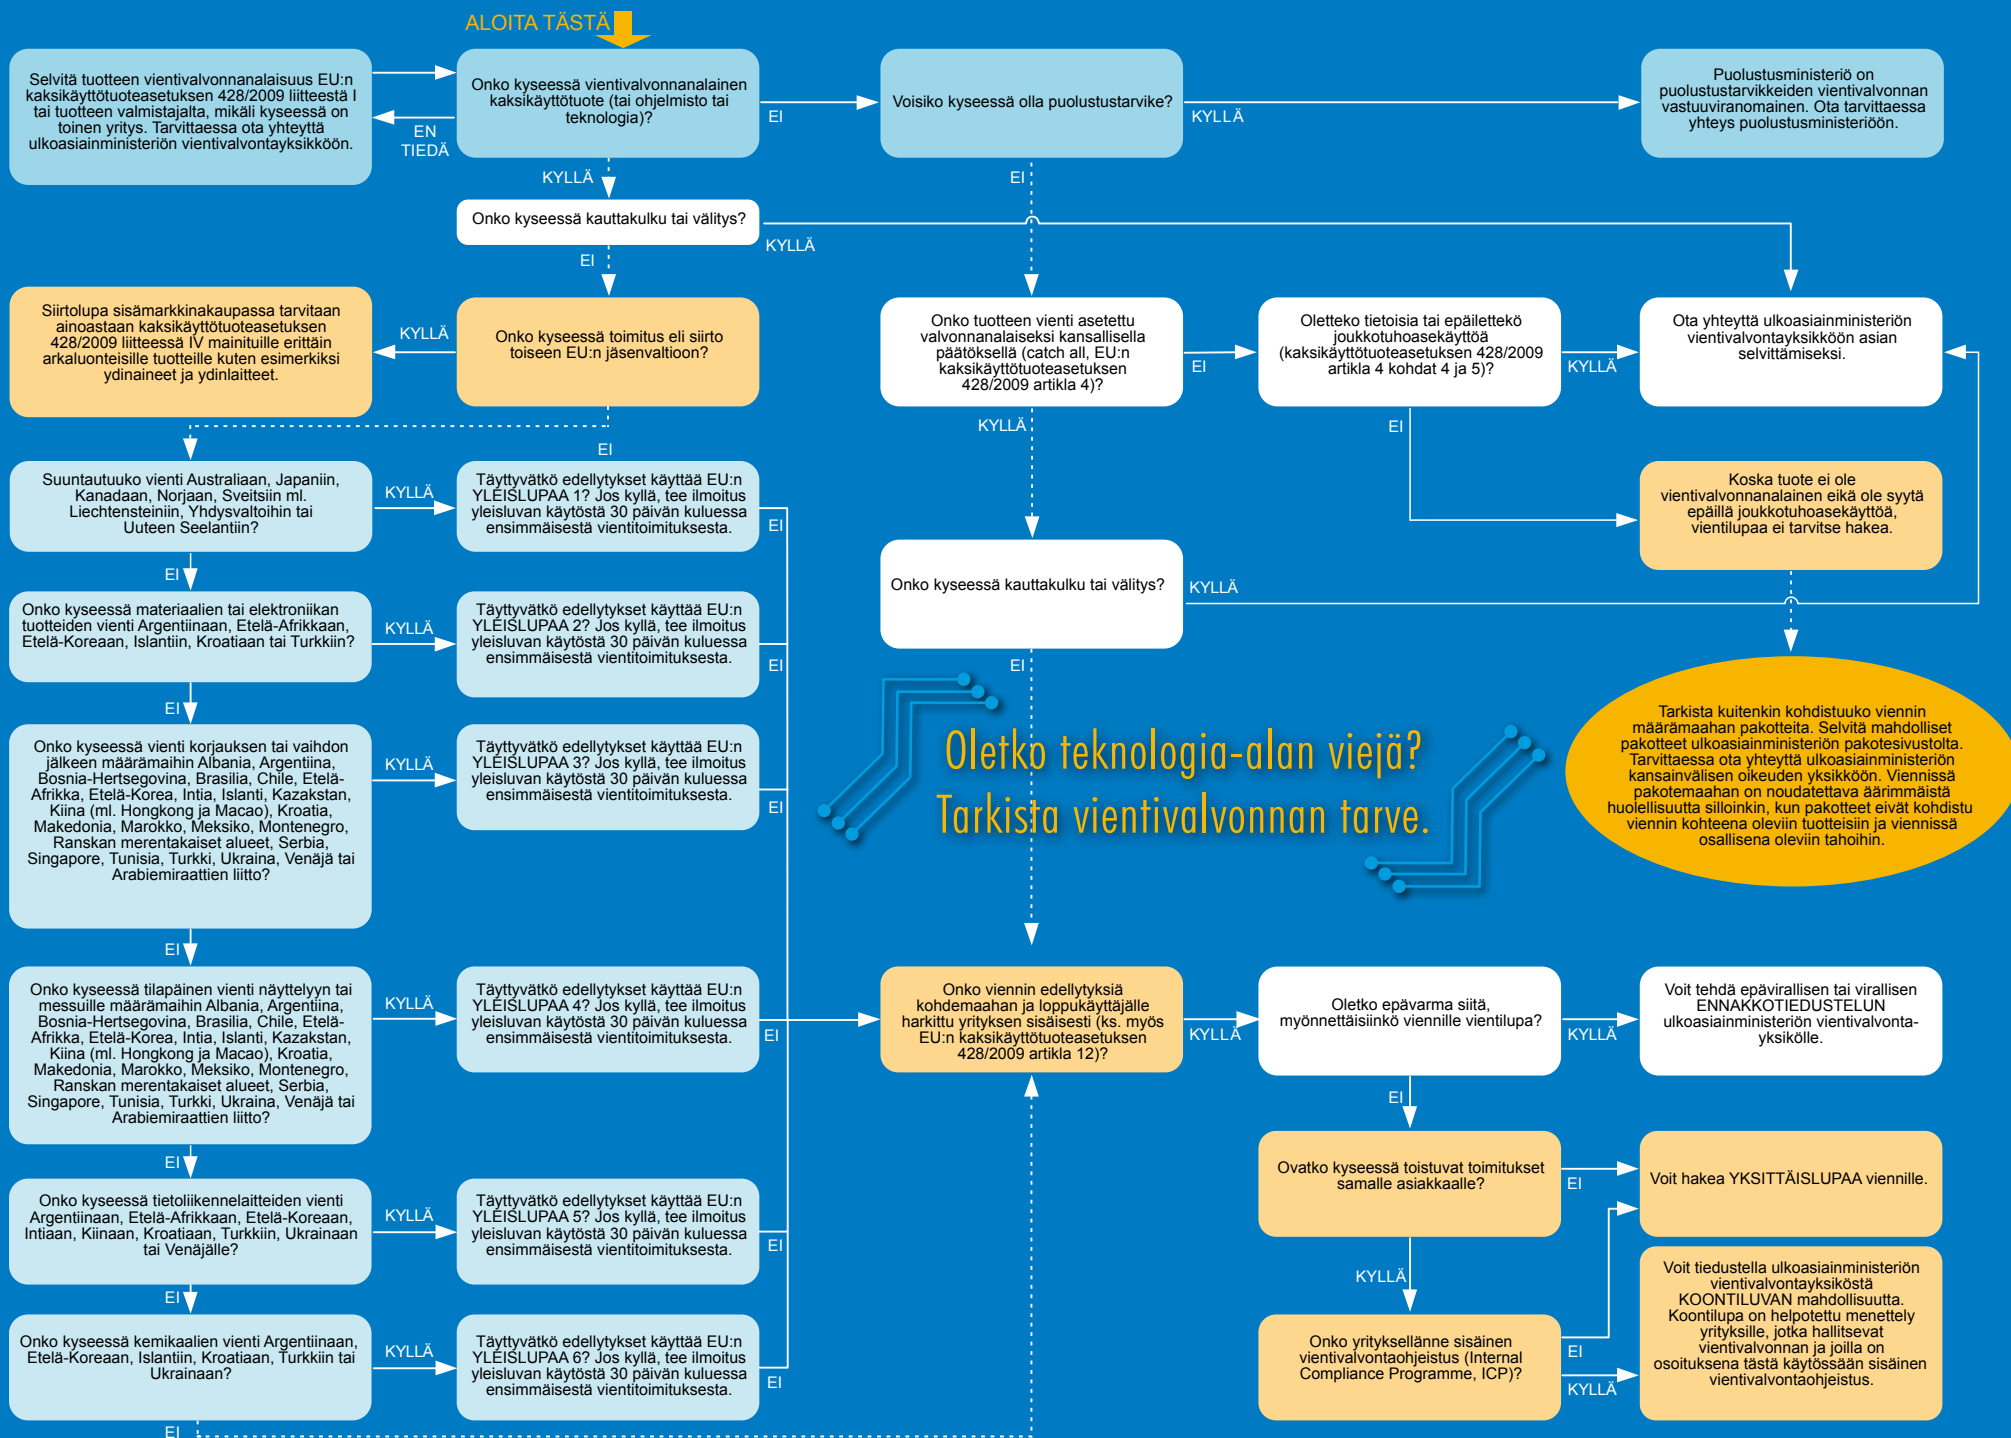 ALOITA TÄSTÄ
Selvitä tuotteen vientivalvonnanalaisuus EU:n
kaksikäyttötuoteasetuksen 428/2009 liitteestä I
tai tuotteen valmistajalta, mikäli kyseessä on
toinen yritys. Tarvittaessa ota yhteyttä
ulkoasiainministeriön vientivalvontayksikköön.
EN
TIEDÄ
Onko kyseessä vientivalvonnanalainen
kaksikäyttötuote (tai ohjelmisto tai
teknologia)?
EI
Voisiko kyseessä olla puolustustarvike?
KYLLÄ
Puolustusministeriö on
puolustustarvikkeiden vientivalvonnan
vastuuviranomainen. Ota tarvittaessa
yhteys puolustusministeriöön.
KYLLÄ
EI
Onko kyseessä kauttakulku tai välitys?
KYLLÄ
EI
Siirtolupa sisämarkkinakaupassa tarvitaan
ainoastaan kaksikäyttötuoteasetuksen
428/2009 liitteessä IV mainituille erittäin
arkaluonteisille tuotteille kuten esimerkiksi
ydinaineet ja ydinlaitteet.
KYLLÄ
Onko kyseessä toimitus eli siirto
toiseen EU:n jäsenvaltioon?
Onko tuotteen vienti asetettu
valvonnanalaiseksi kansallisella
päätöksellä (catch all, EU:n
kaksikäyttötuoteasetuksen
428/2009 artikla 4)?
EI
Oletteko tietoisia tai epäilettekö
joukkotuhoasekäyttöä
(kaksikäyttötuoteasetuksen 428/2009
artikla 4 kohdat 4 ja 5)?
KYLLÄ
Ota yhteyttä ulkoasiainministeriön
vientivalvontayksikköön asian
selvittämiseksi.
EI
KYLLÄ
EI
Suuntautuuko vienti Australiaan, Japaniin,
Kanadaan, Norjaan, Sveitsiin ml.
Liechtensteiniin, Yhdysvaltoihin tai
Uuteen Seelantiin?
KYLLÄ
Täyttyvätkö edellytykset käyttää EU:n
YLEISLUPAA 1? Jos kyllä, tee ilmoitus
yleisluvan käytöstä 30 päivän kuluessa
ensimmäisestä vientitoimituksesta.
EI
Koska tuote ei ole
vientivalvonnanalainen eikä ole syytä
epäillä joukkotuhoasekäyttöä,
vientilupaa ei tarvitse hakea.
EI
Onko kyseessä materiaalien tai elektroniikan
tuotteiden vienti Argentiinaan, Etelä-Afrikkaan,
Etelä-Koreaan, Islantiin, Kroatiaan tai Turkkiin?
KYLLÄ
Täyttyvätkö edellytykset käyttää EU:n
YLEISLUPAA 2? Jos kyllä, tee ilmoitus
yleisluvan käytöstä 30 päivän kuluessa
ensimmäisestä vientitoimituksesta.
EI
Onko kyseessä kauttakulku tai välitys?
KYLLÄ
EI
EI
Onko kyseessä vienti korjauksen tai vaihdon
jälkeen määrämaihin Albania, Argentiina,
Bosnia-Hertsegovina, Brasilia, Chile, Etelä-
Afrikka, Etelä-Korea, Intia, Islanti, Kazakstan,
Kiina (ml. Hongkong ja Macao), Kroatia,
Makedonia, Marokko, Meksiko, Montenegro,
Ranskan merentakaiset alueet, Serbia,
Singapore, Tunisia, Turkki, Ukraina, Venäjä tai
Arabiemiraattien liitto?
KYLLÄ
Täyttyvätkö edellytykset käyttää EU:n
YLEISLUPAA 3? Jos kyllä, tee ilmoitus
yleisluvan käytöstä 30 päivän kuluessa
ensimmäisestä vientitoimituksesta.
EI
Oletko teknologia-alan viejä?
Tarkista vientivalvonnan tarve.
Tarkista kuitenkin kohdistuuko viennin
määrämaahan pakotteita. Selvitä mahdolliset
pakotteet ulkoasiainministeriön pakotesivustolta.
Tarvittaessa ota yhteyttä ulkoasiainministeriön
kansainvälisen oikeuden yksikköön. Viennissä
pakotemaahan on noudatettava äärimmäistä
huolellisuutta silloinkin, kun pakotteet eivät kohdistu
viennin kohteena oleviin tuotteisiin ja viennissä
osallisena oleviin tahoihin.
EI
Onko kyseessä tilapäinen vienti näyttelyyn tai
messuille määrämaihin Albania, Argentiina,
Bosnia-Hertsegovina, Brasilia, Chile, Etelä-
Afrikka, Etelä-Korea, Intia, Islanti, Kazakstan,
Kiina (ml. Hongkong ja Macao), Kroatia,
Makedonia, Marokko, Meksiko, Montenegro,
Ranskan merentakaiset alueet, Serbia,
Singapore, Tunisia, Turkki, Ukraina, Venäjä tai
Arabiemiraattien liitto?
KYLLÄ
Täyttyvätkö edellytykset käyttää EU:n
YLEISLUPAA 4? Jos kyllä, tee ilmoitus
yleisluvan käytöstä 30 päivän kuluessa
ensimmäisestä vientitoimituksesta.
EI
Onko viennin edellytyksiä
kohdemaahan ja loppukäyttäjälle
harkittu yrityksen sisäisesti (ks. myös
EU:n kaksikäyttötuoteasetuksen
428/2009 artikla 12)?
KYLLÄ
Oletko epävarma siitä,
myönnettäisiinkö viennille vientilupa?
KYLLÄ
Voit tehdä epävirallisen tai virallisen
ENNAKKOTIEDUSTELUN
ulkoasiainministeriön vientivalvonta-
yksikölle.
EI
EI
Ovatko kyseessä toistuvat toimitukset
samalle asiakkaalle?
EI
Voit hakea YKSITTÄISLUPAA viennille.
Onko kyseessä tietoliikennelaitteiden vienti
Argentiinaan, Etelä-Afrikkaan, Etelä-Koreaan,
Intiaan, Kiinaan, Kroatiaan, Turkkiin, Ukrainaan
tai Venäjälle?
KYLLÄ
Täyttyvätkö edellytykset käyttää EU:n
YLEISLUPAA 5? Jos kyllä, tee ilmoitus
yleisluvan käytöstä 30 päivän kuluessa
ensimmäisestä vientitoimituksesta.
EI
KYLLÄ
EI
Onko kyseessä kemikaalien vienti Argentiinaan,
Etelä-Koreaan, Islantiin, Kroatiaan, Turkkiin tai
Ukrainaan?
KYLLÄ
Täyttyvätkö edellytykset käyttää EU:n
YLEISLUPAA 6? Jos kyllä, tee ilmoitus
yleisluvan käytöstä 30 päivän kuluessa
ensimmäisestä vientitoimituksesta.
EI
Onko yrityksellänne sisäinen
vientivalvontaohjeistus (Internal
Compliance Programme, ICP)?
EI
KYLLÄ
Voit tiedustella ulkoasiainministeriön
vientivalvontayksiköstä
KOONTILUVAN mahdollisuutta.
Koontilupa on helpotettu menettely
yrityksille, jotka hallitsevat
vientivalvonnan ja joilla on
osoituksena tästä käytössään sisäinen
vientivalvontaohjeistus.
EI